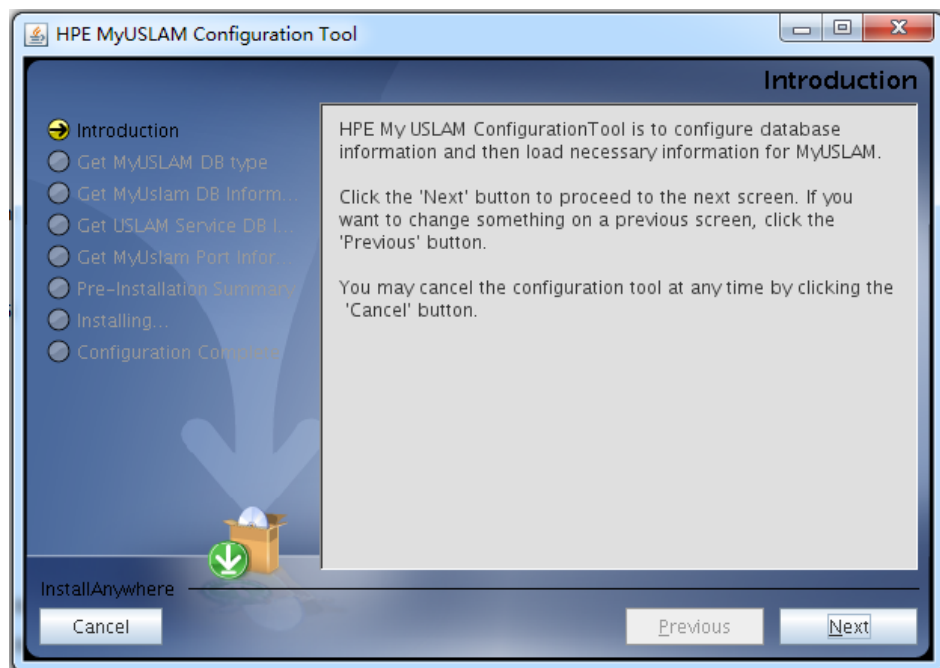 HPE MyUSLAM Configuration Tool
Introduction
Introduction
Get MyUSLAM DB type
Get MyUslam DB Inform...
Get USLAM Service DB I...
Get MyUslam Port Infor...
Pre-Installation Summary
Installing...
Configuration Complete
HPE My USLAM ConfigurationTool is to configure database
information and then load necessary information for MyUSLAM.
Click the 'Next' button to proceed to the next screen. If you
want to change something on a previous screen, click the
'Previous' button.
You may cancel the configuration tool at any time by clicking the
'Cancel' button.
InstallAnywhere
Cancel
Previous
Next